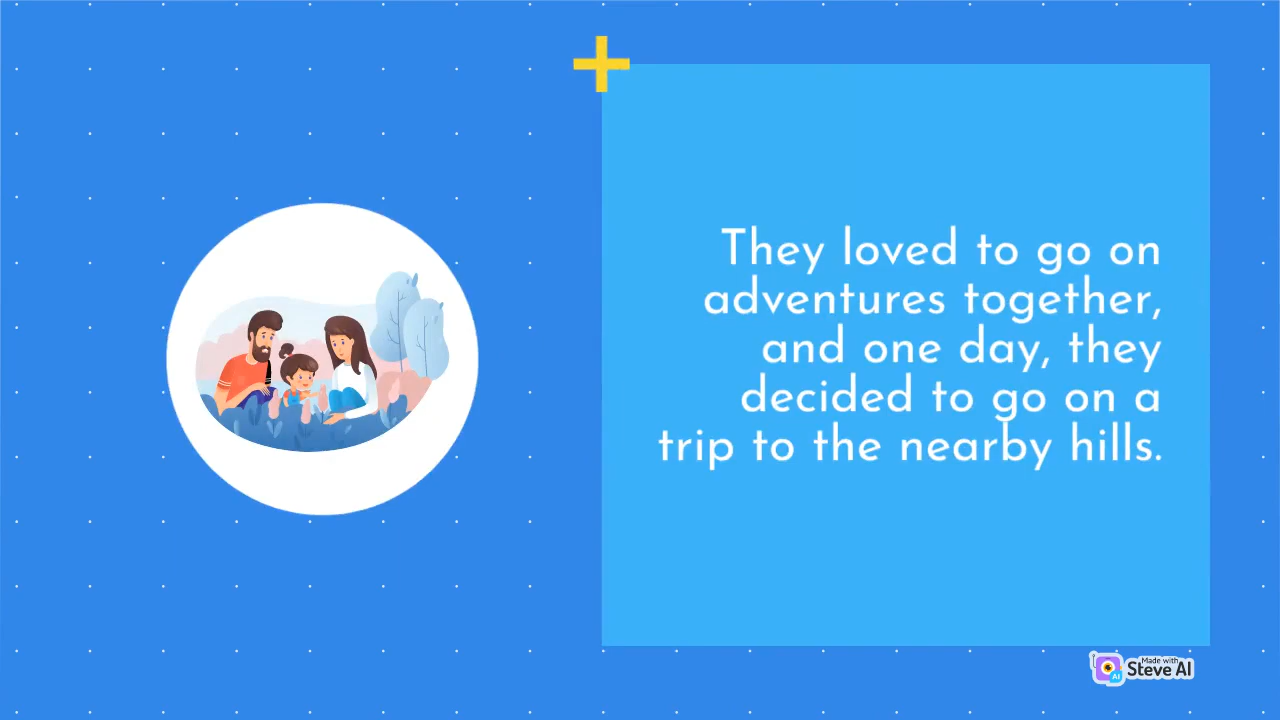 They loved to go on
adventures together,
and one day, they
decided to go on a
trip to the nearby hills.
Made with
Steve AI
AI